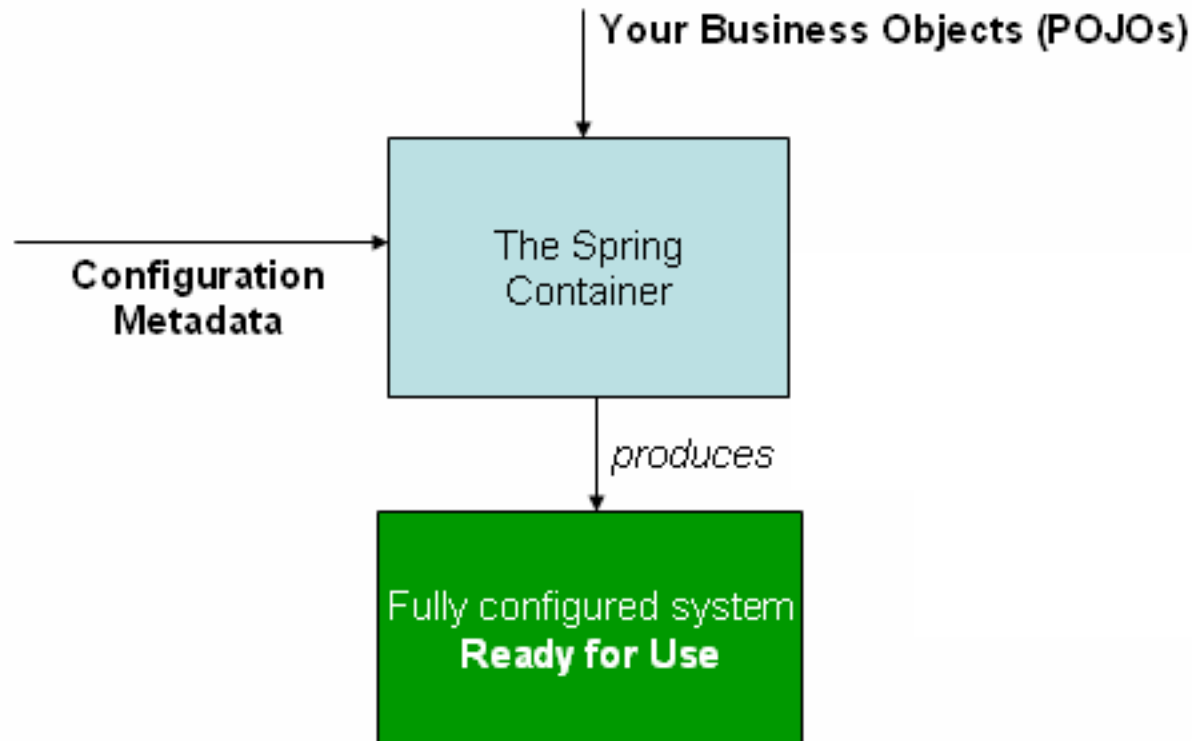 Your Business Objects (POJOs)
The Spring
Container
Configuration
Metadata
produces
Fully configured system
Ready for Use